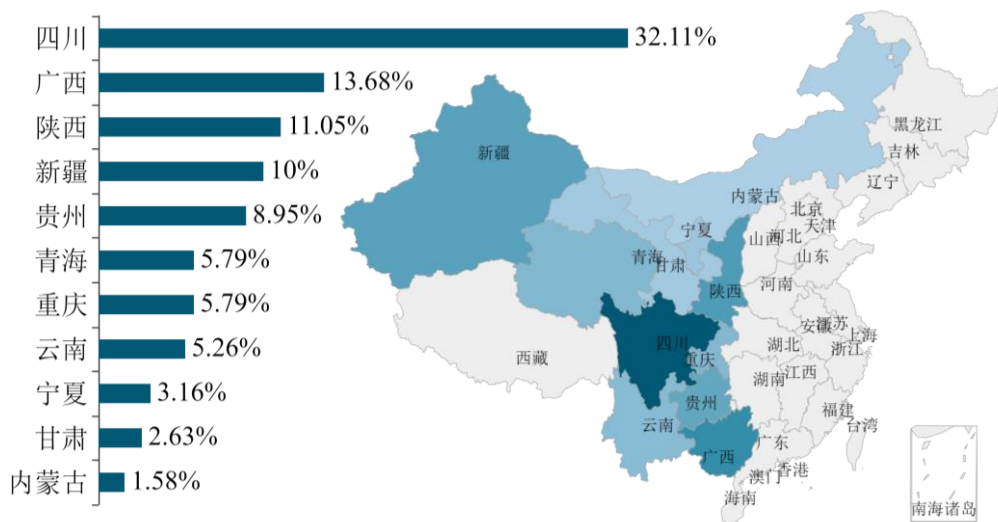 四川 32.11%
广西 13.68%
陕西 11.05%
新疆 10%
贵州 8.95%
青海 5.79%
重庆 5.79%
云南 5.26%
宁夏 3.16%
甘肃 2.63%
内蒙古 1.58%
黑龙江
吉林
新疆
辽宁
内蒙古
北京
天津
宁夏
山西
河北
青海
甘肃
山东
河南
陕西
安徽
江苏
上海
四川
湖北
浙江
西藏
重庆
湖南
江西
贵州
福建
云南
台湾
广东
广西
香港
澳门
海南
南海诸岛